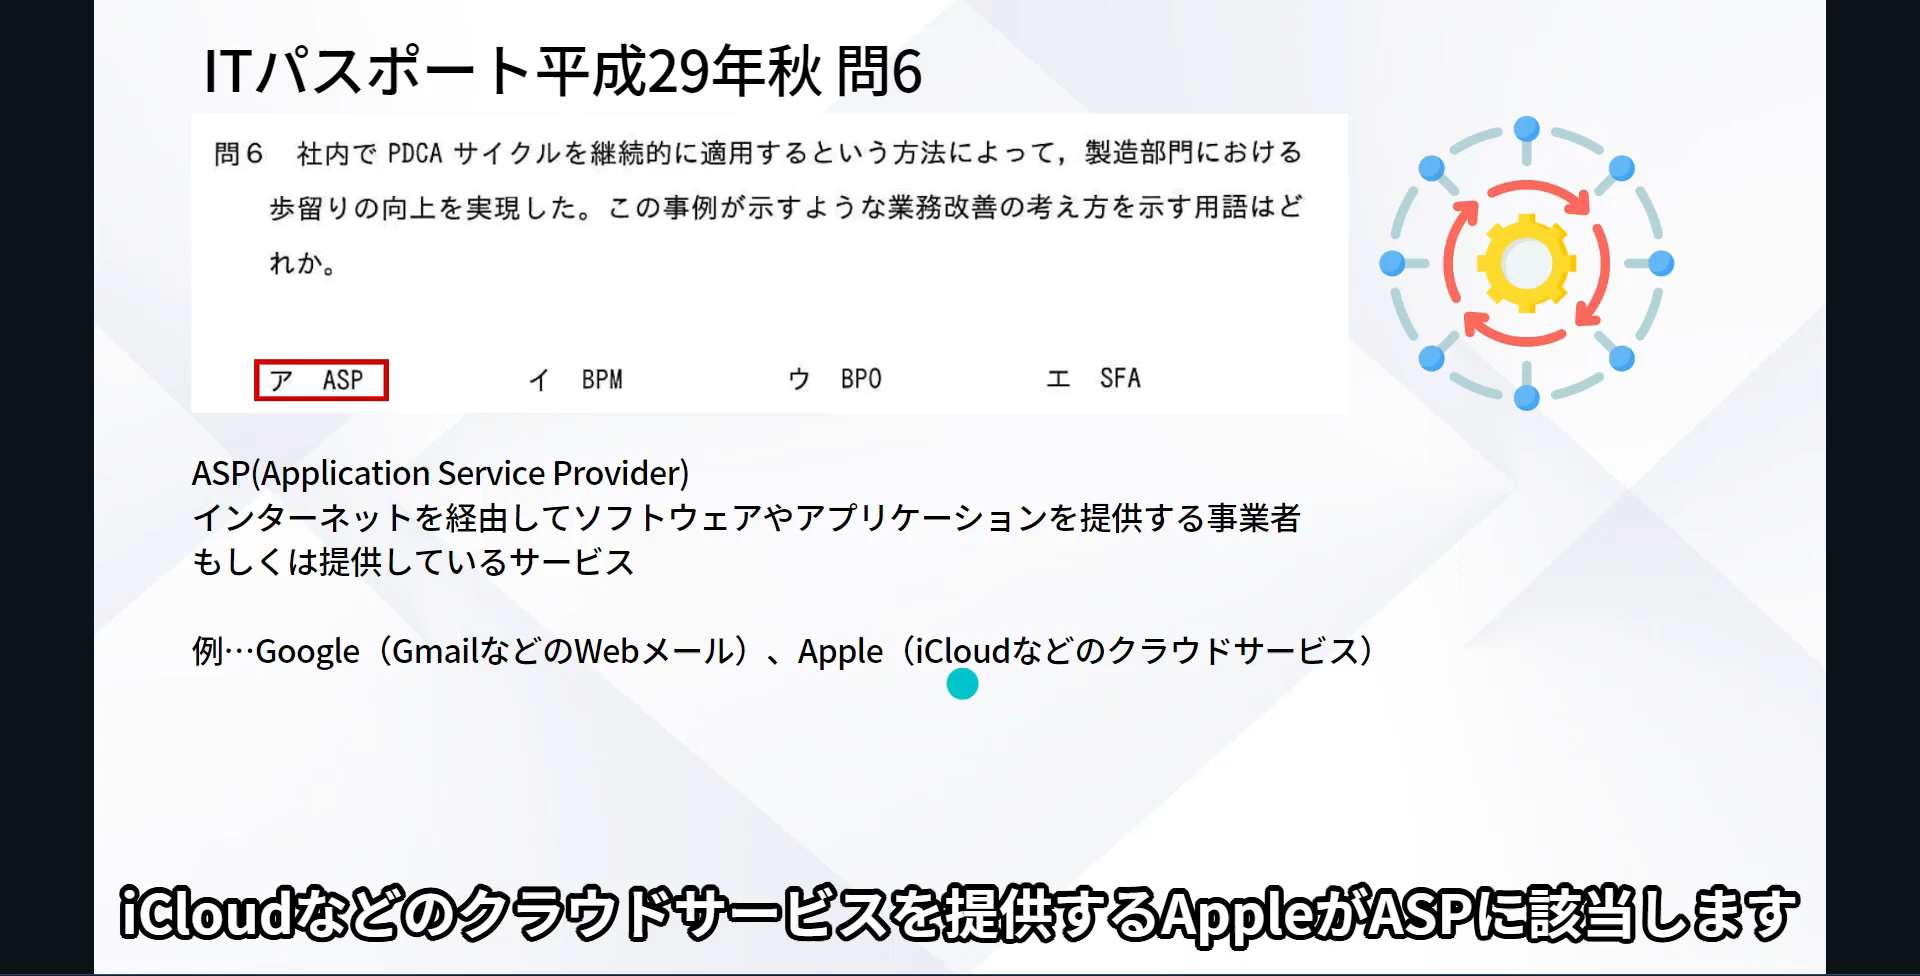 ITパスポート平成29年秋 問6
問6　社内で PDCA サイクルを継続的に適用するという方法によって，製造部門における
歩留りの向上を実現した。この事例が示すような業務改善の考え方を示す用語はど
れか。
ア　ASP　イ　BPM　ウ　BPO　エ　SFA
ASP(Application Service Provider)
インターネットを経由してソフトウェアやアプリケーションを提供する事業者
もしくは提供しているサービス
例…Google（GmailなどのWebメール）、Apple（iCloudなどのクラウドサービス）
iCloudなどのクラウドサービスを提供するAppleがASPに該当します